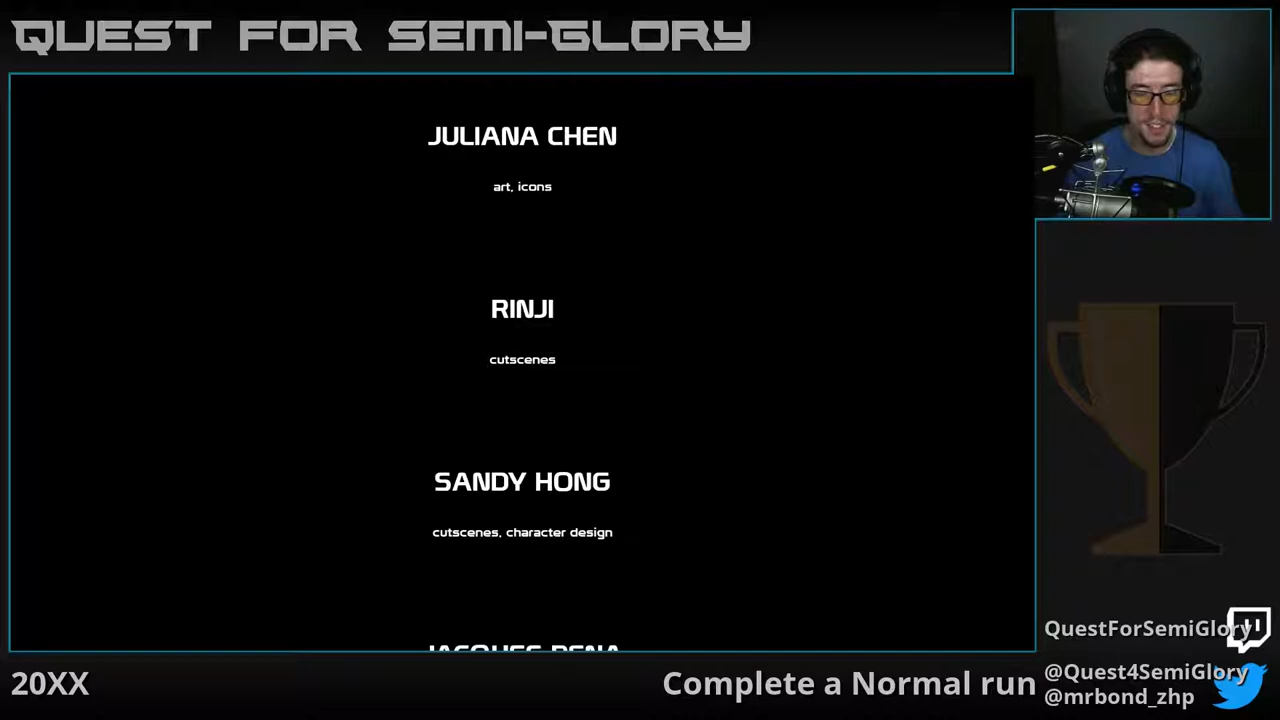 QUEST FOR SEMI-GLORY
JULIANA CHEN
art, icons
RINJI
cutscenes
SANDY HONG
cutscenes, character design
QuestForSemiGlory
@Quest4SemiGlory
@mrbond_zhp
20XX
Complete a Normal run